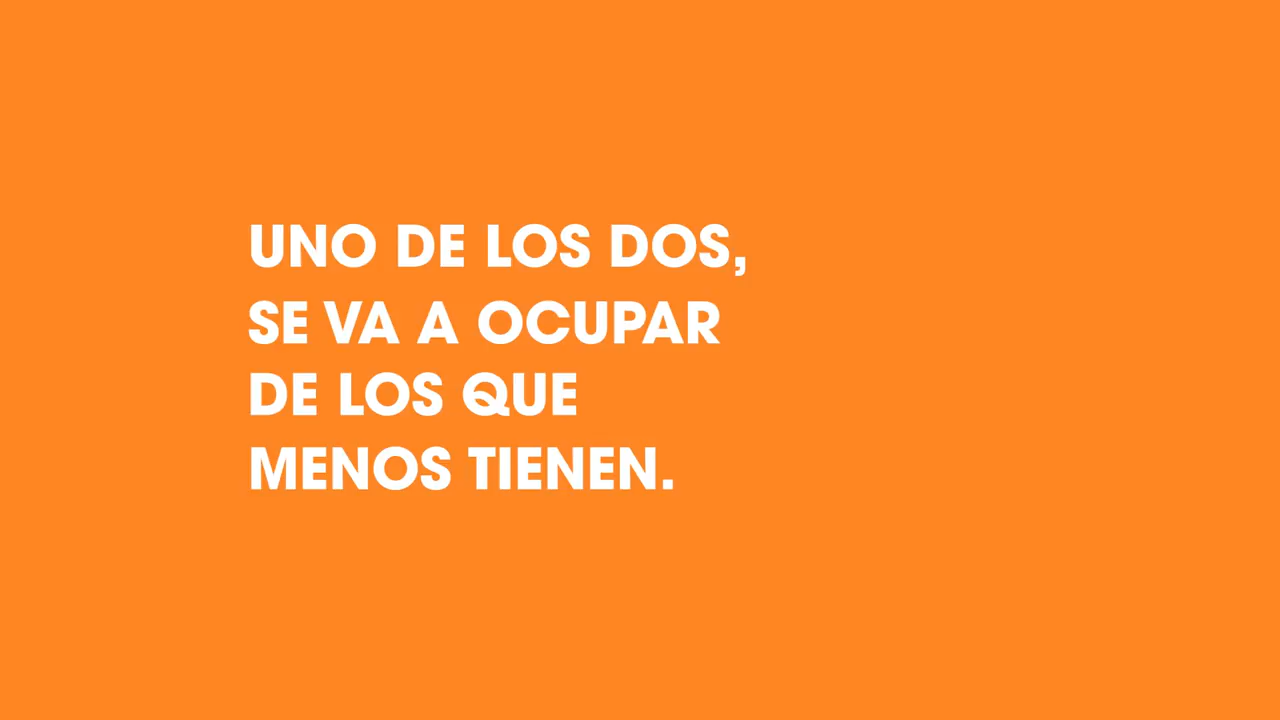 UNO DE LOS DOS,
SE VA A OCUPAR
DE LOS QUE
MENOS TIENEN.